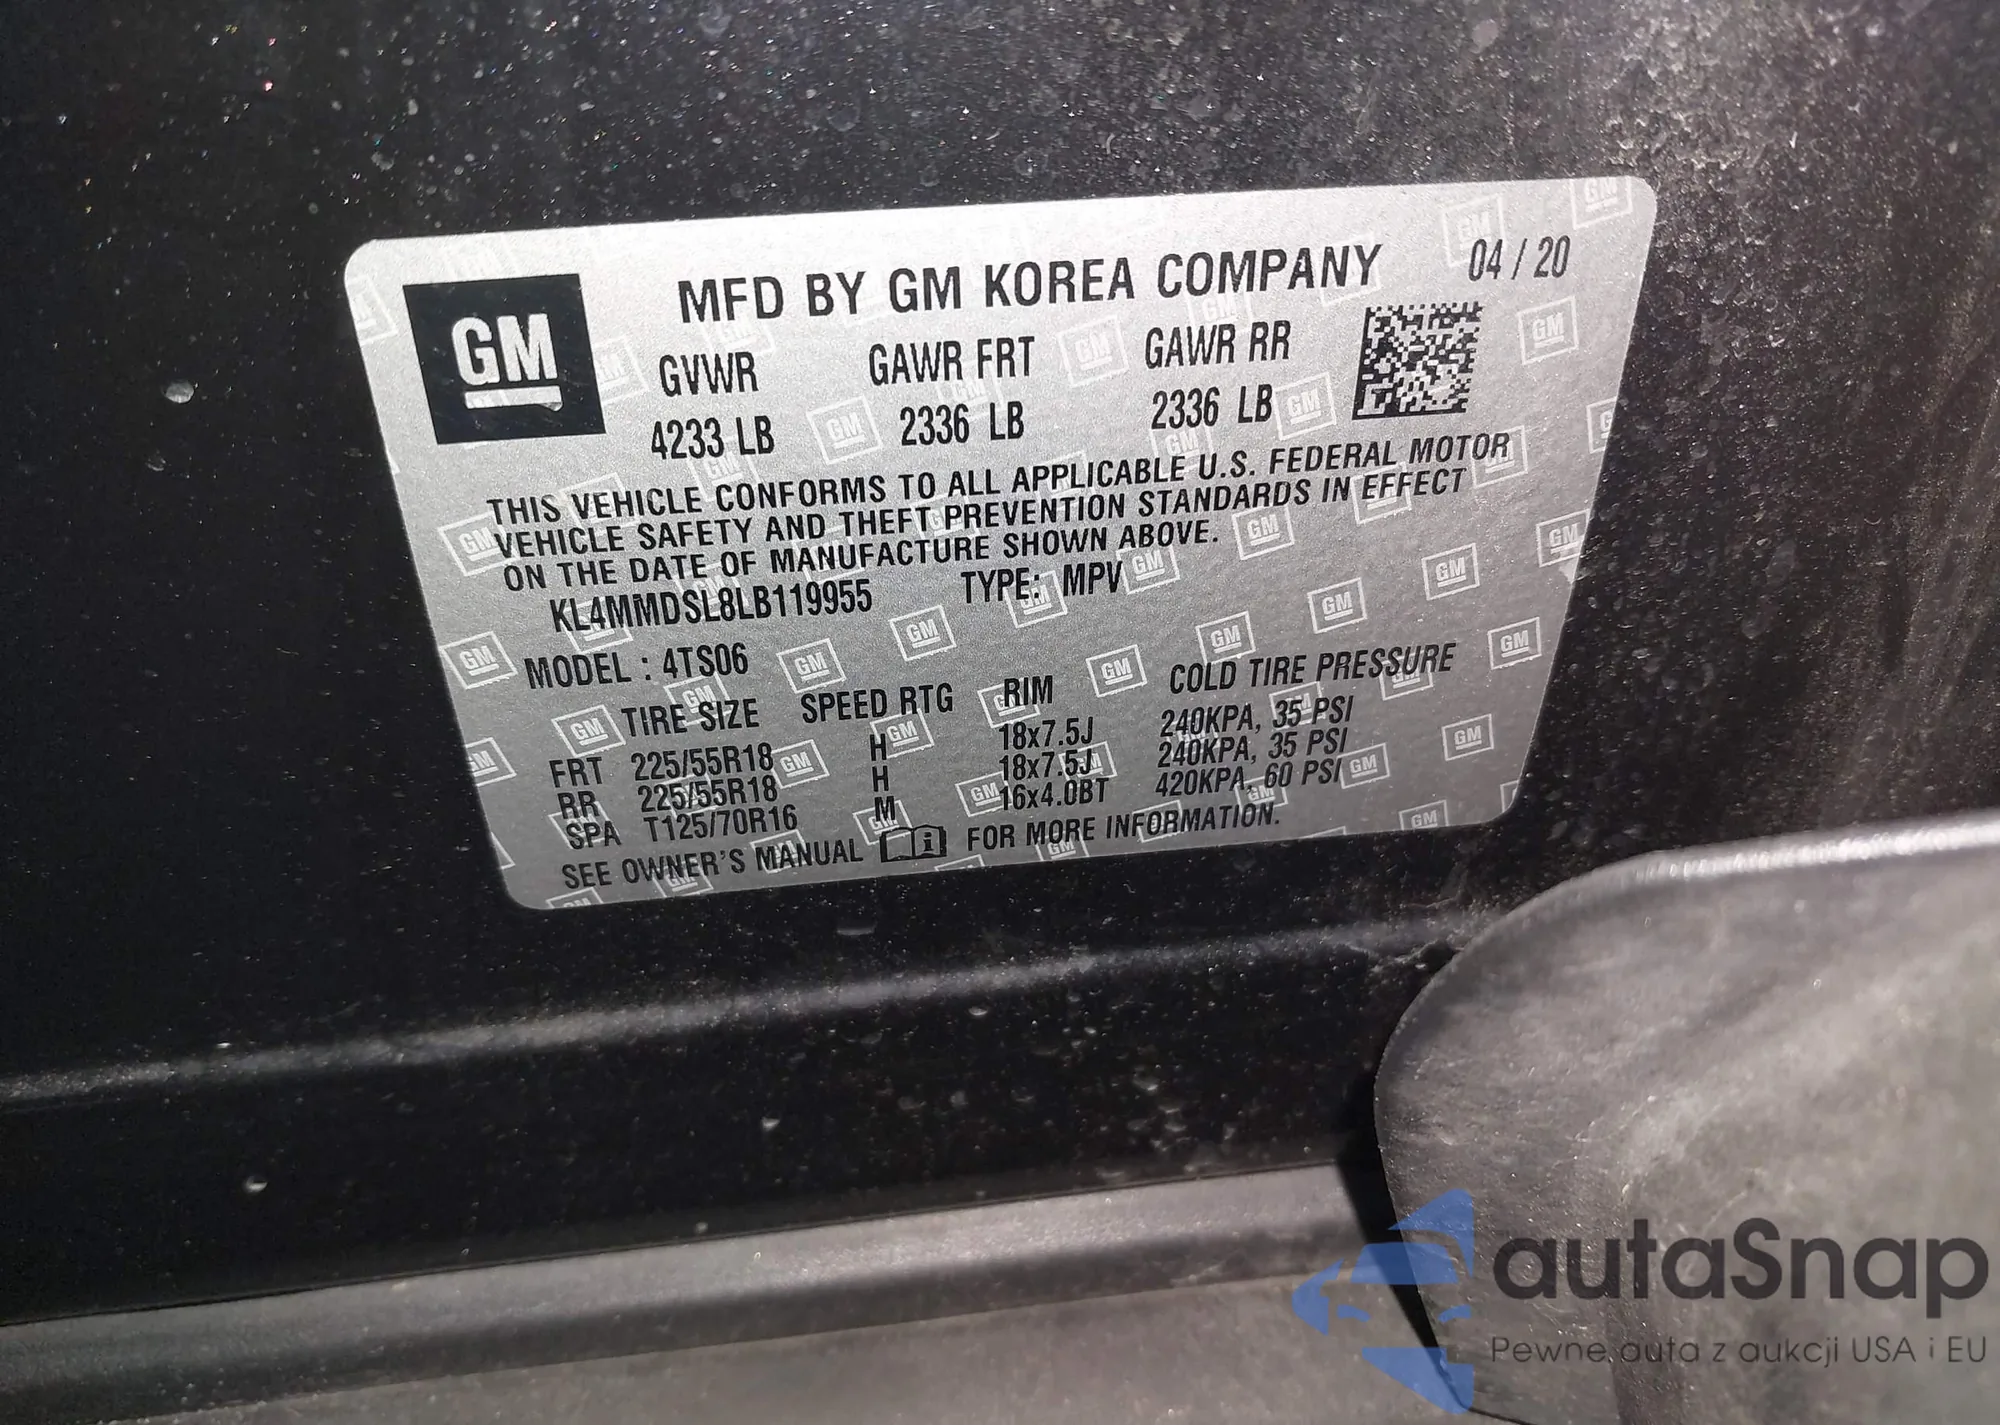 GM
MFD BY GM KOREA COMPANY 04 / 20
GVWR GAWR FRT GAWR RR
4233 LB 2336 LB 2336 LB
THIS VEHICLE CONFORMS TO ALL APPLICABLE U.S. FEDERAL MOTOR
VEHICLE SAFETY AND THEFT PREVENTION STANDARDS IN EFFECT
ON THE DATE OF MANUFACTURE SHOWN ABOVE.
KL4MMDSL8LB119955 TYPE: MPV
MODEL : 4TS06
TIRE SIZE SPEED RTG RIM COLD TIRE PRESSURE
FRT 225/55R18 H 18x7.5J 240KPA, 35 PSI
RR 225/55R18 H 18x7.5J 240KPA, 35 PSI
SPA T125/70R16 M 16x4.0BT 420KPA, 60 PSI
SEE OWNER'S MANUAL FOR MORE INFORMATION.
autaSnap
Pewne auta z aukcji USA i EU